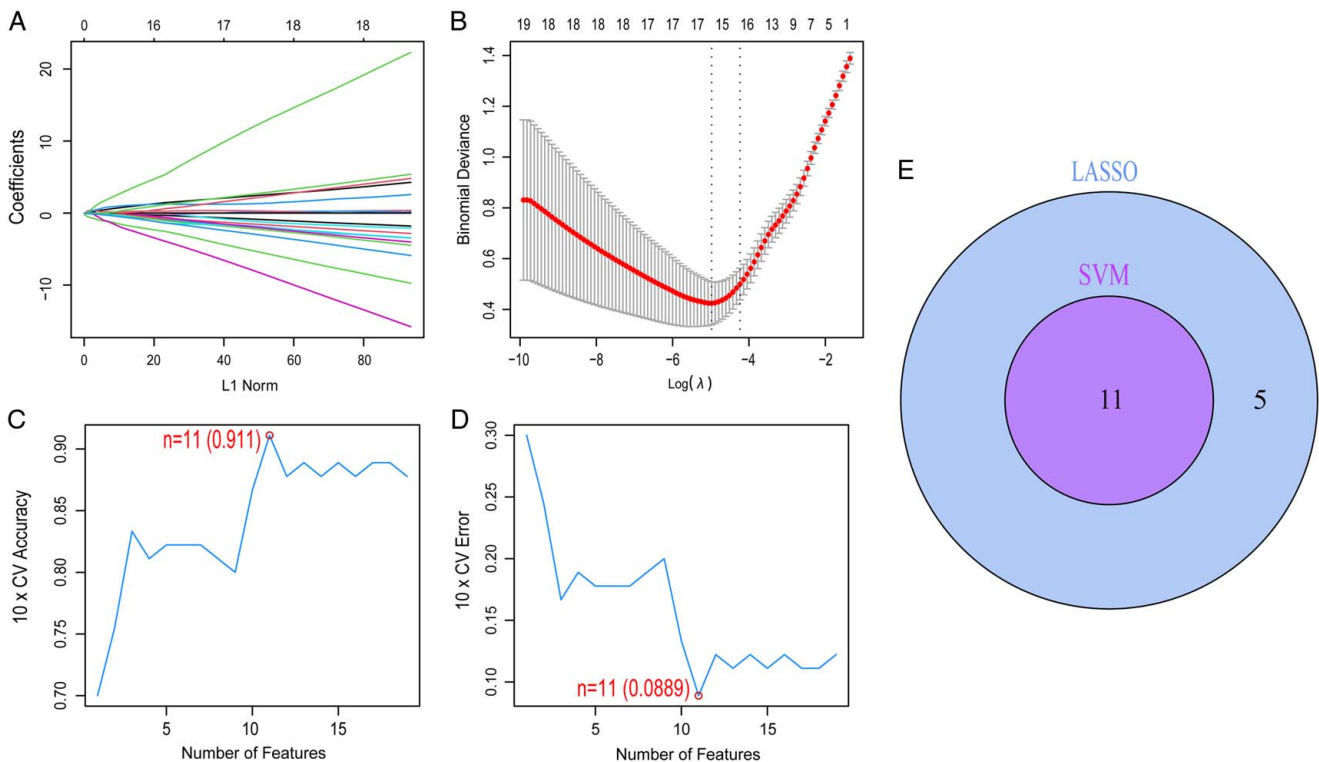 A
0 16 17 18 18
20
10
0
−10
Coefficients
0 20 40 60 80
L1 Norm
B
19 18 18 18 18 17 17 17 15 16 13 9 7 5 1
1.4
1.2
1.0
0.8
0.6
0.4
Binomial Deviance
−10 −8 −6 −4 −2
Log(λ)
C
n=11 (0.911)
0.90
0.85
0.80
0.75
0.70
10 x CV Accuracy
5 10 15
Number of Features
D
0.30
0.25
0.20
0.15
0.10
10 x CV Error
n=11 (0.0889)
5 10 15
Number of Features
E
LASSO
SVM
11
5